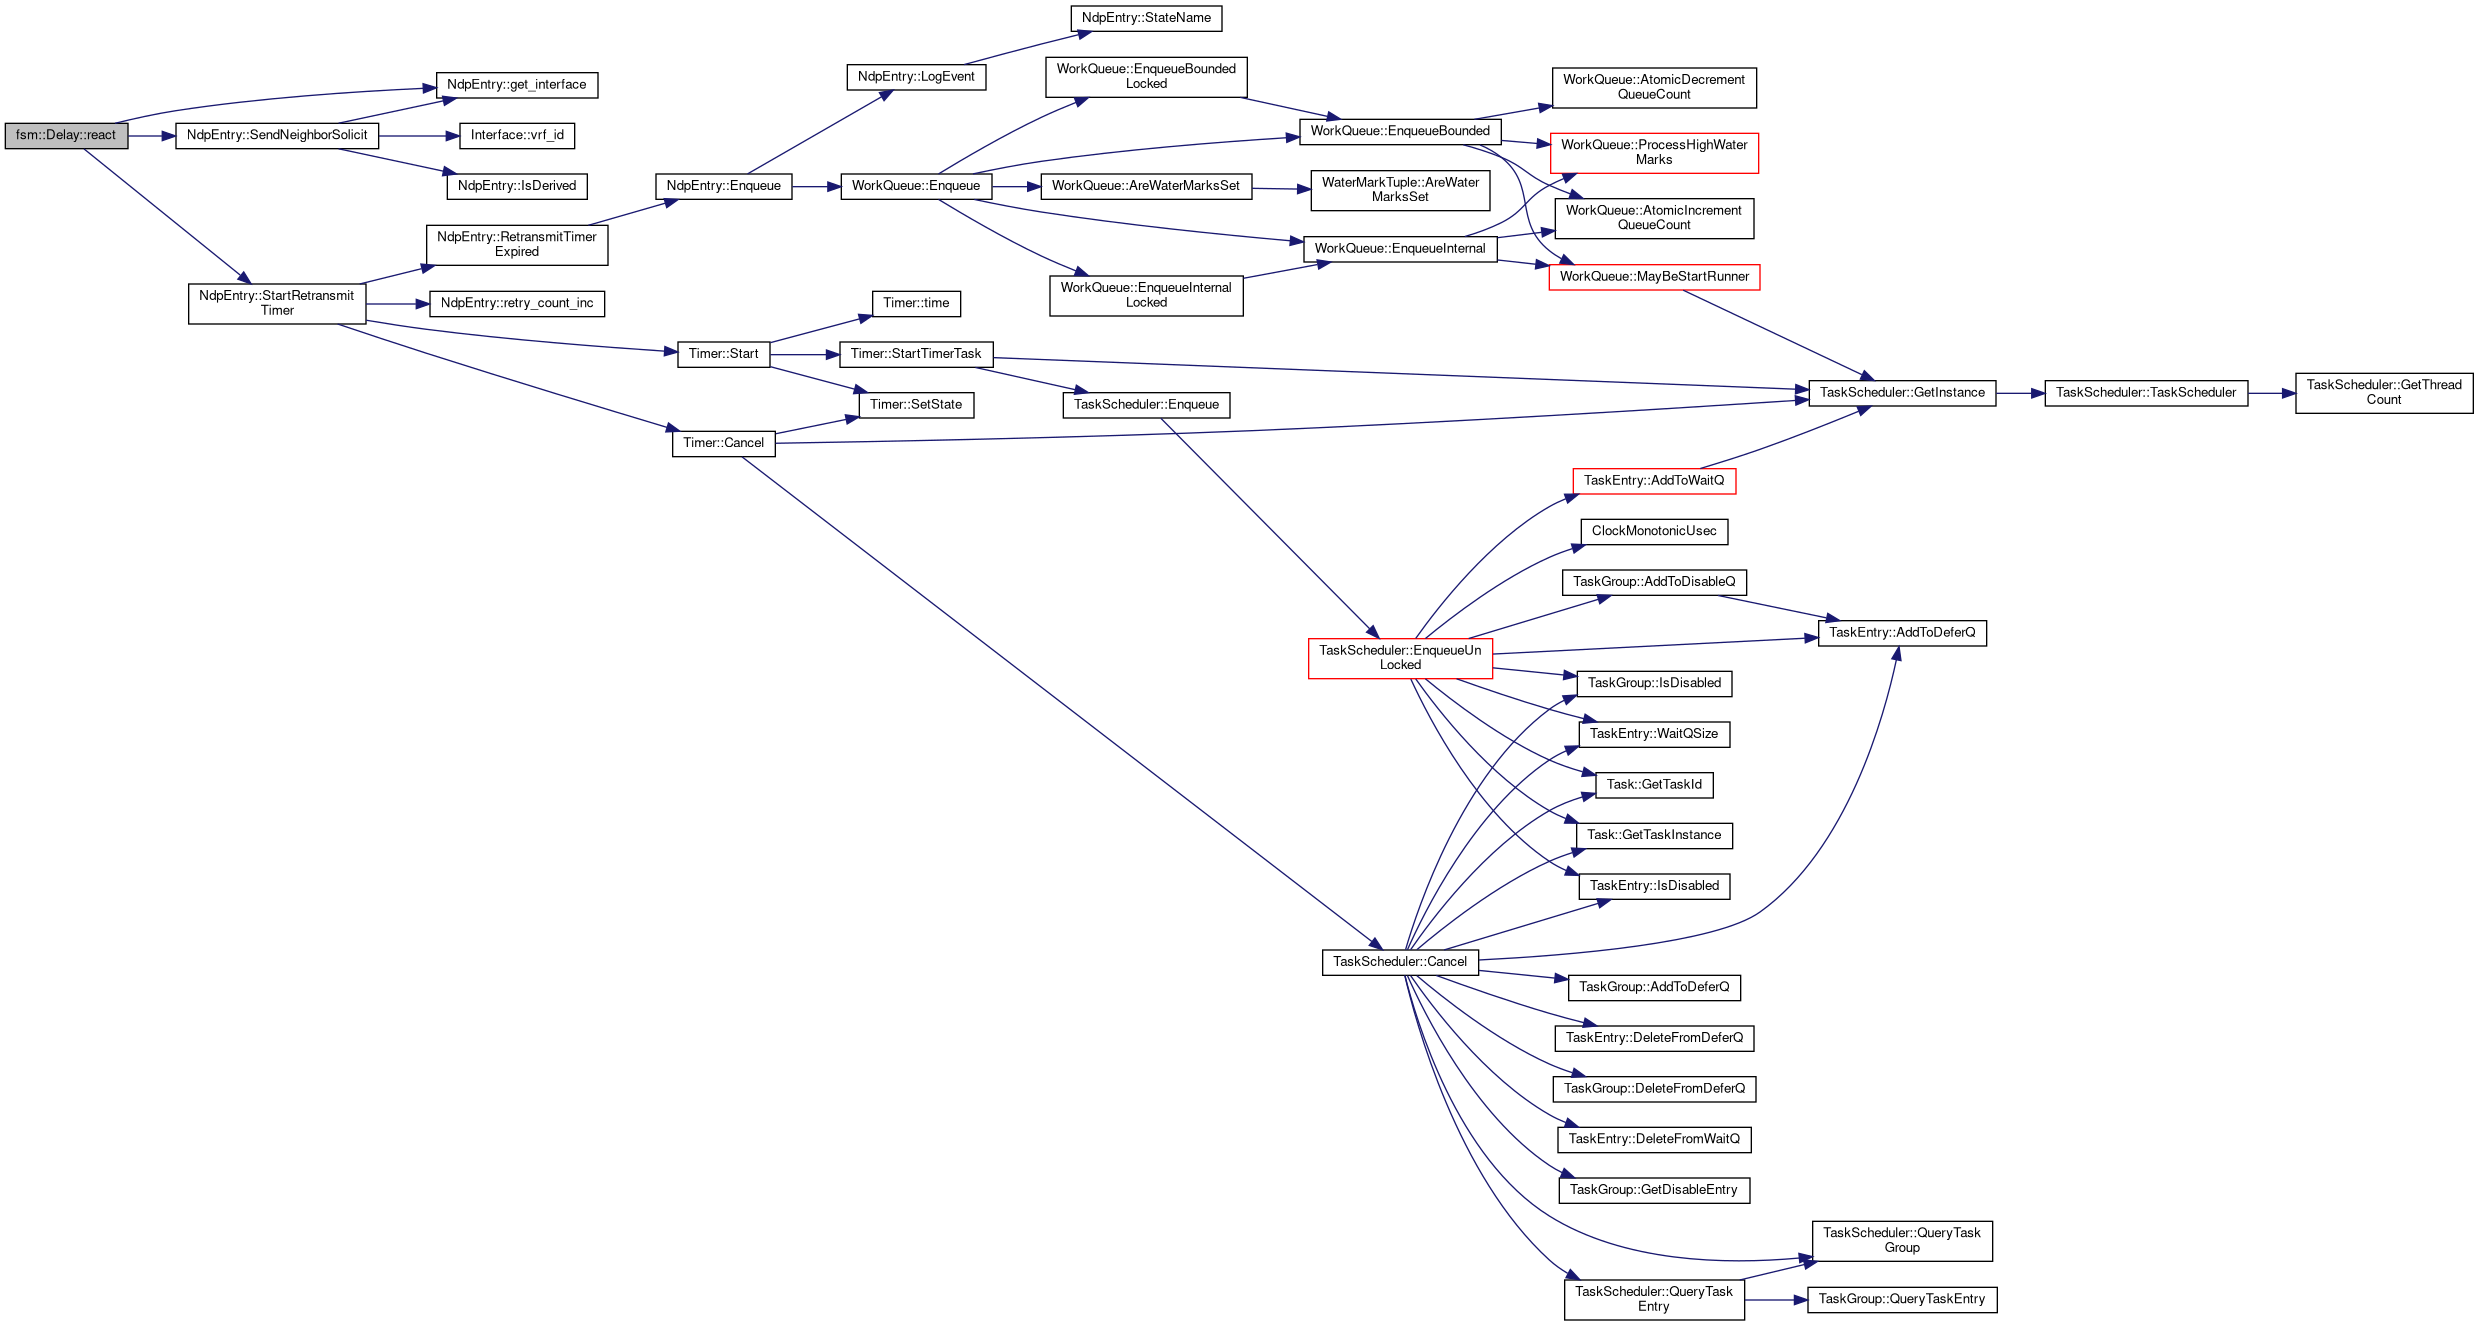 fsm::Delay::react
NdpEntry::get_interface
NdpEntry::SendNeighborSolicit
Interface::vrf_id
NdpEntry::IsDerived
NdpEntry::StartRetransmit
Timer
NdpEntry::RetransmitTimer
Expired
NdpEntry::retry_count_inc
NdpEntry::Enqueue
NdpEntry::LogEvent
NdpEntry::StateName
WorkQueue::Enqueue
WorkQueue::EnqueueBounded
Locked
WorkQueue::EnqueueBounded
WorkQueue::AreWaterMarksSet
WaterMarkTuple::AreWater
MarksSet
WorkQueue::EnqueueInternal
WorkQueue::EnqueueInternal
Locked
WorkQueue::AtomicDecrement
QueueCount
WorkQueue::ProcessHighWater
Marks
WorkQueue::AtomicIncrement
QueueCount
WorkQueue::MayBeStartRunner
Timer::Start
Timer::time
Timer::StartTimerTask
Timer::SetState
Timer::Cancel
TaskScheduler::Enqueue
TaskScheduler::GetInstance
TaskScheduler::TaskScheduler
TaskScheduler::GetThread
Count
TaskEntry::AddToWaitQ
ClockMonotonicUsec
TaskGroup::AddToDisableQ
TaskEntry::AddToDeferQ
TaskScheduler::EnqueueUn
Locked
TaskGroup::IsDisabled
TaskEntry::WaitQSize
Task::GetTaskId
Task::GetTaskInstance
TaskEntry::IsDisabled
TaskScheduler::Cancel
TaskGroup::AddToDeferQ
TaskEntry::DeleteFromDeferQ
TaskGroup::DeleteFromDeferQ
TaskEntry::DeleteFromWaitQ
TaskGroup::GetDisableEntry
TaskScheduler::QueryTask
Group
TaskScheduler::QueryTask
Entry
TaskGroup::QueryTaskEntry